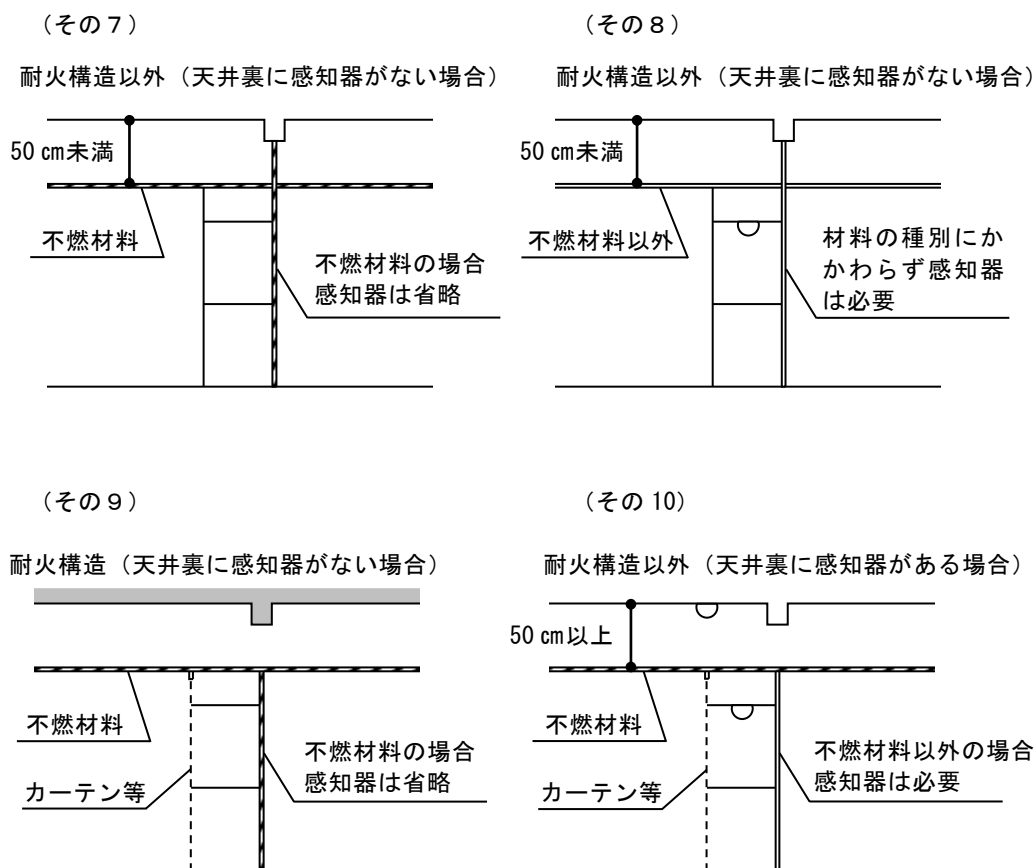 （その７）
耐火構造以外（天井裏に感知器がない場合）
50 ㎝未満
不燃材料
不燃材料の場合
感知器は省略
（その８）
耐火構造以外（天井裏に感知器がない場合）
50 ㎝未満
不燃材料以外
材料の種別にか
かわらず感知器
は必要
（その９）
耐火構造（天井裏に感知器がない場合）
不燃材料
カーテン等
不燃材料の場合
感知器は省略
（その 10）
耐火構造以外（天井裏に感知器がある場合）
50 ㎝以上
不燃材料
カーテン等
不燃材料以外の場合
感知器は必要